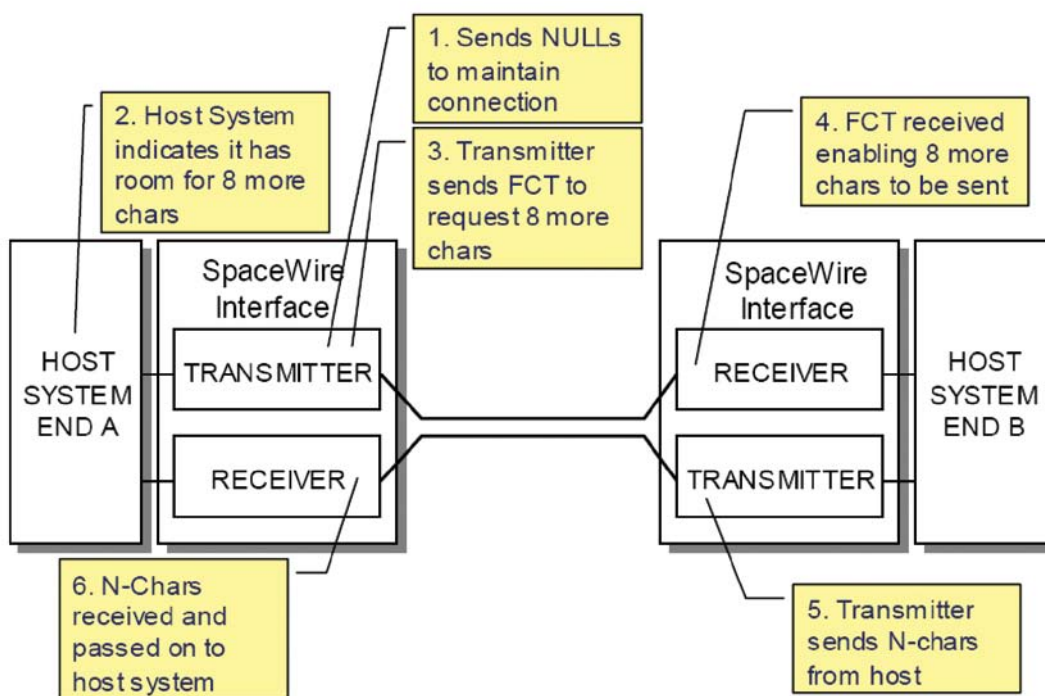 1. Sends NULLs
to maintain
connection
2. Host System
indicates it has
room for 8 more
chars
3. Transmitter
sends FCT to
request 8 more
chars
4. FCT received
enabling 8 more
chars to be sent
SpaceWire
Interface
SpaceWire
Interface
HOST
SYSTEM
END A
TRANSMITTER
RECEIVER
RECEIVER
TRANSMITTER
HOST
SYSTEM
END B
6. N-Chars
received and
passed on to
host system
5. Transmitter
sends N-chars
from host